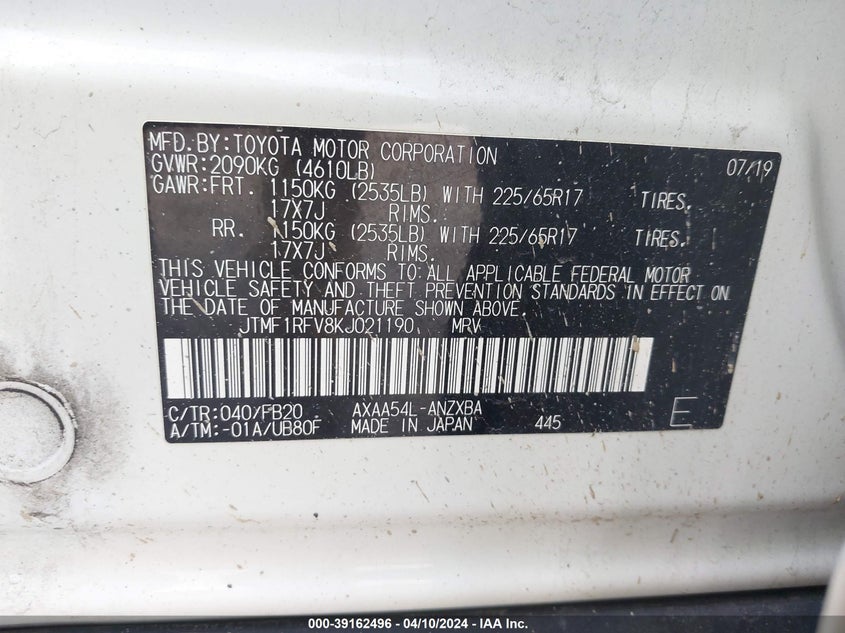 MFD.BY:TOYOTA MOTOR CORPORATION 07/19
GVWR:2090KG (4610LB)
GAWR:FRT. 1150KG (2535LB) WITH 225/65R17 TIRES,
17X7J RIMS.
RR. 1150KG (2535LB) WITH 225/65R17 TIRES,
17X7J RIMS.
THIS VEHICLE CONFORMS TO ALL APPLICABLE FEDERAL MOTOR
VEHICLE SAFETY AND THEFT PREVENTION STANDARDS IN EFFECT ON
THE DATE OF MANUFACTURE SHOWN ABOVE.
JTMF1RFV8KJ021190 MRV
C/TR:040/FB20 AXAA54L-ANZXBA
A/TM:-01A/UB80F MADE IN JAPAN 445 E
000-39162496 - 04/10/2024 - IAA Inc.